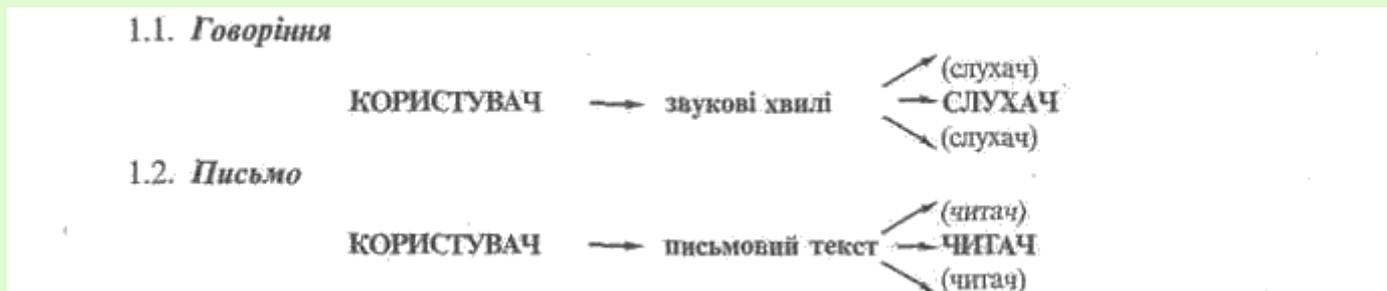 1.1. Говоріння
(слухач)
КОРИСТУВАЧ → звукові хвилі → СЛУХАЧ
(слухач)
1.2. Письмо
(читач)
КОРИСТУВАЧ → письмовий текст → ЧИТАЧ
(читач)